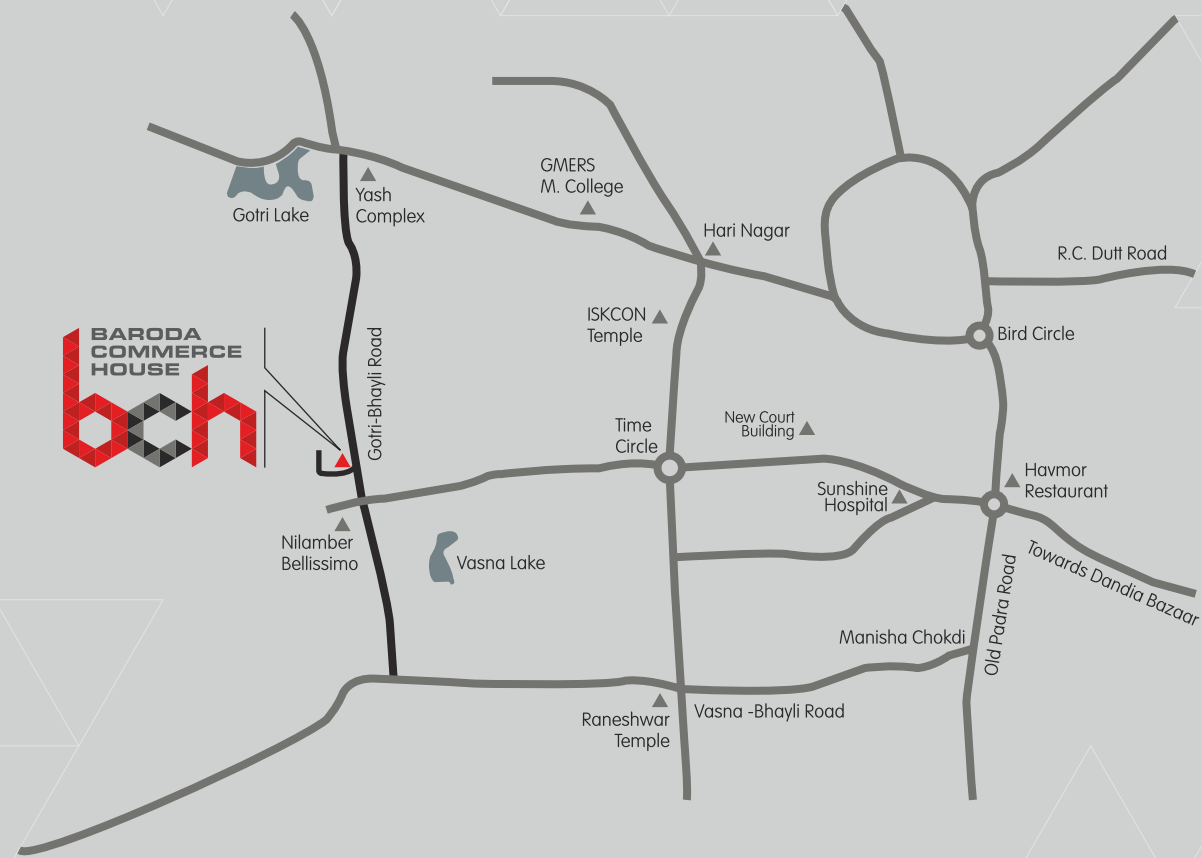 GMERS
M. College
Gotri Lake
Yash
Complex
Hari Nagar
R.C. Dutt Road
ISKCON
Temple
Bird Circle
BARODA
COMMERCE
HOUSE
bch
Gotri-Bhayli Road
Time
Circle
New Court
Building
Sunshine
Hospital
Havmor
Restaurant
Nilamber
Bellissimo
Vasna Lake
Towards Dandia Bazaar
Old Padra Road
Manisha Chokdi
Raneshwar
Temple
Vasna -Bhayli Road